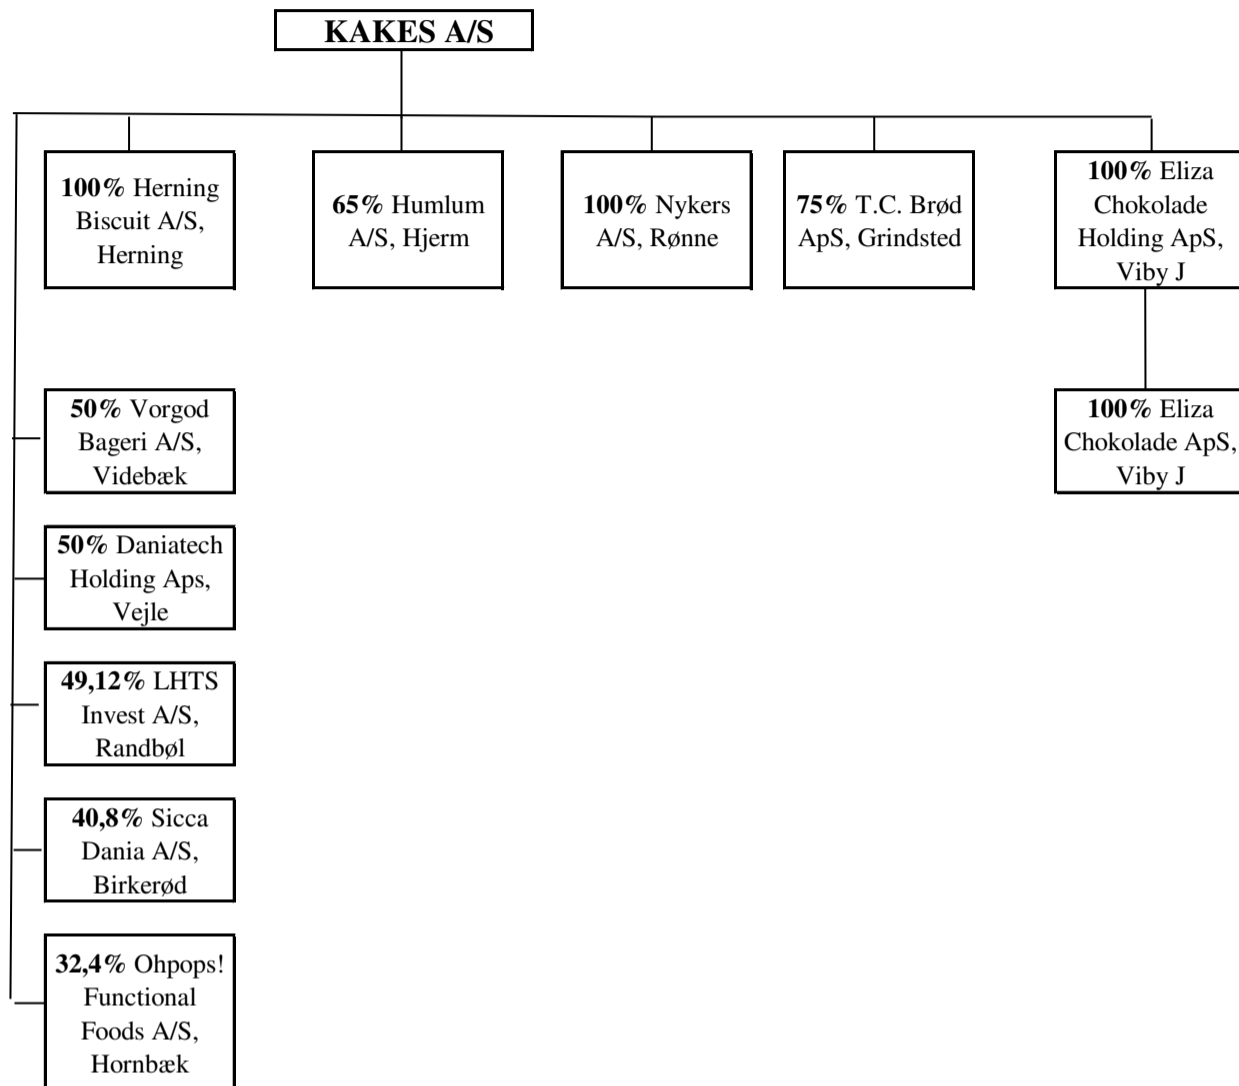 KAKES A/S
100% Herning
Biscuit A/S,
Herning
65% Humlum
A/S, Hjerm
100% Nykers
A/S, Rønne
75% T.C. Brød
ApS, Grindsted
100% Eliza
Chokolade
Holding ApS,
Viby J
50% Vorgod
Bageri A/S,
Videbæk
100% Eliza
Chokolade ApS,
Viby J
50% Daniatech
Holding Aps,
Vejle
49,12% LHTS
Invest A/S,
Randbøl
40,8% Sicca
Dania A/S,
Birkerød
32,4% Ohpops!
Functional
Foods A/S,
Hornbæk